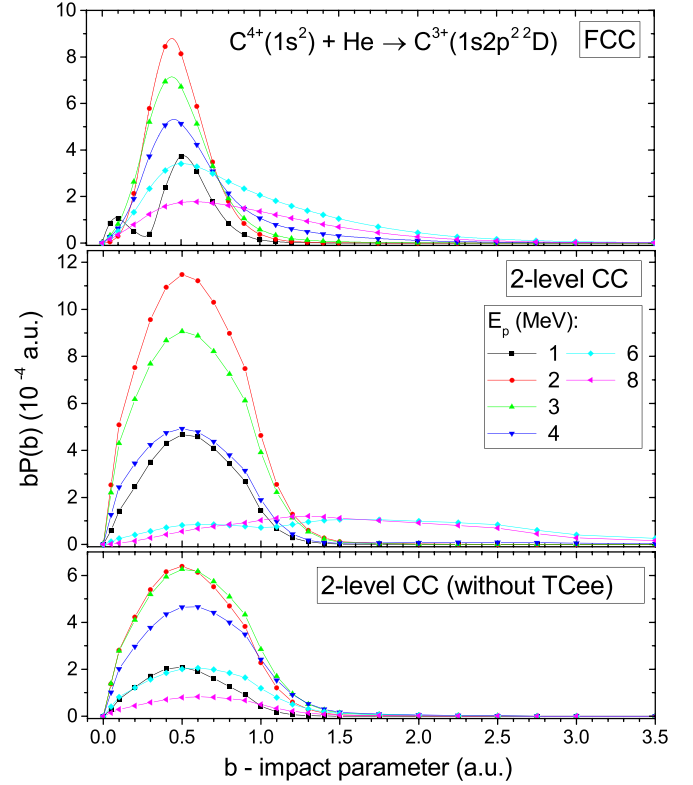 C⁴⁺(1s²) + He → C³⁺(1s2p² ²D)
FCC
10
8
6
4
2
0
2-level CC
12
10
8
6
4
2
0
Eₚ (MeV):
1 6
2 8
3
4
bP(b) (10⁻⁴ a.u.)
2-level CC (without TCee)
6
4
2
0
0.0 0.5 1.0 1.5 2.0 2.5 3.0 3.5
b - impact parameter (a.u.)